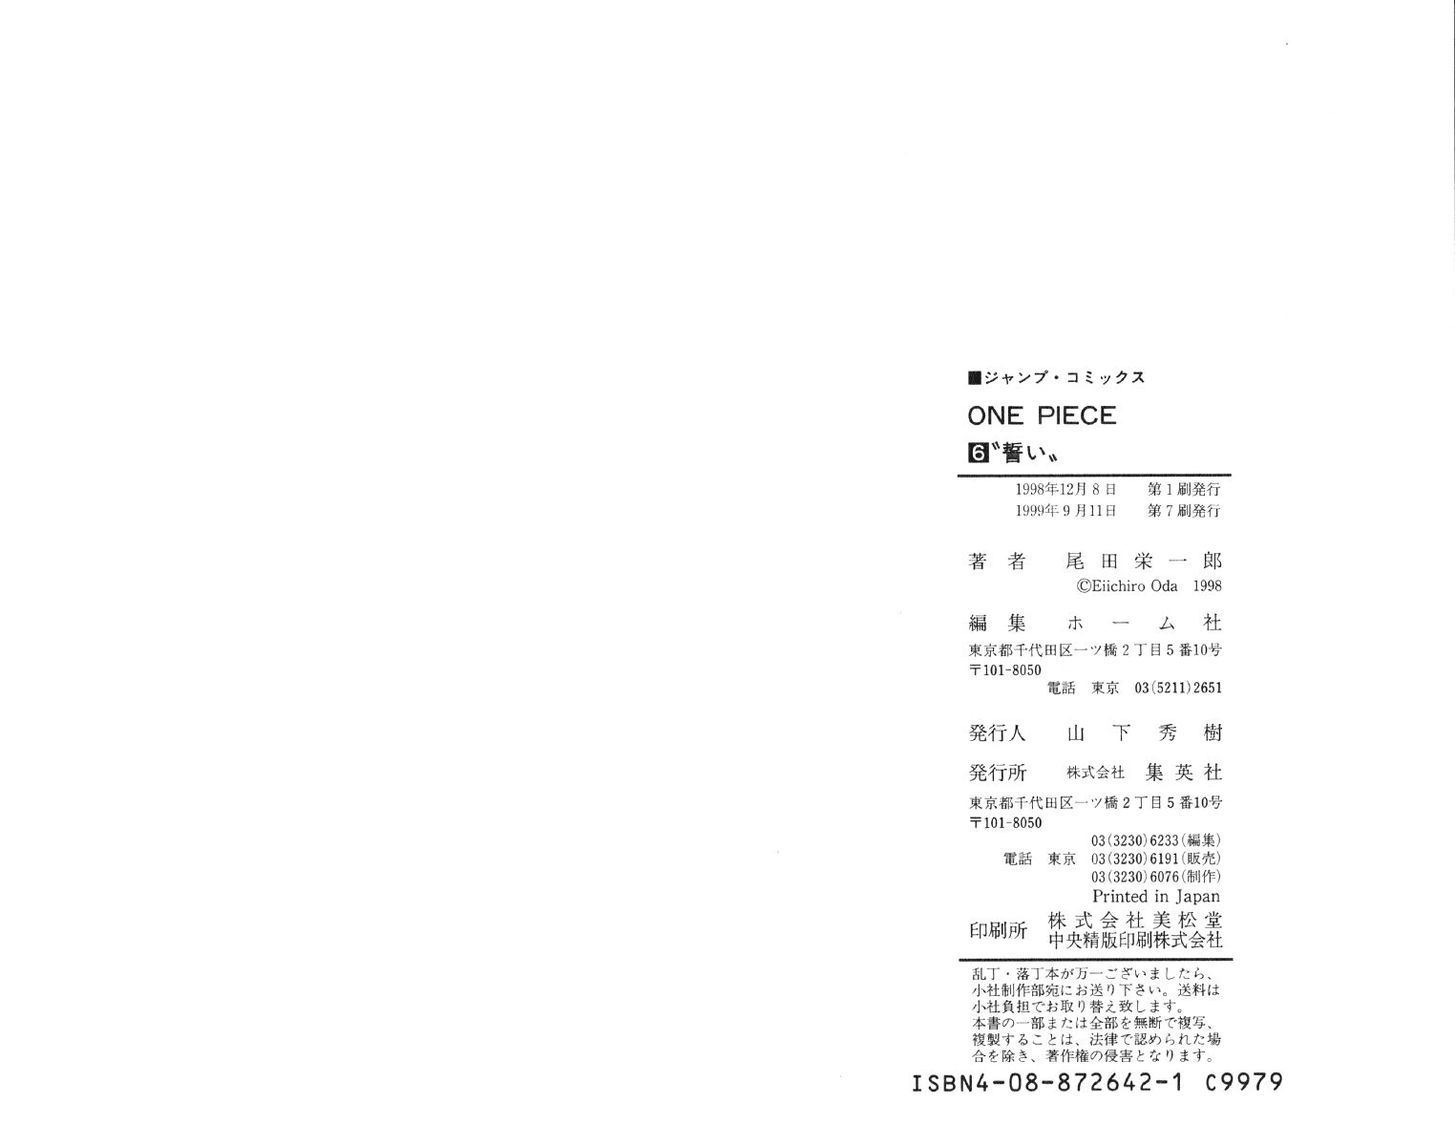 ■ジャンプ・コミックス
ONE PIECE
6〝誓い〟
1998年12月8日 第1刷発行
1999年9月11日 第7刷発行
著者 尾田栄一郎
©Eiichiro Oda 1998
編集 ホーム社
東京都千代田区一ツ橋2丁目5番10号
〒101-8050
電話 東京 03(5211)2651
発行人 山下秀樹
発行所 株式会社 集英社
東京都千代田区一ツ橋2丁目5番10号
〒101-8050
03(3230)6233(編集)
電話 東京 03(3230)6191(販売)
03(3230)6076(制作)
Printed in Japan
印刷所 株式会社美松堂
中央精版印刷株式会社
乱丁・落丁本が万一ございましたら、
小社制作部宛にお送り下さい。送料は
小社負担でお取り替え致します。
本書の一部または全部を無断で複写、
複製することは、法律で認められた場
合を除き、著作権の侵害となります。
ISBN4-08-872642-1 C9979